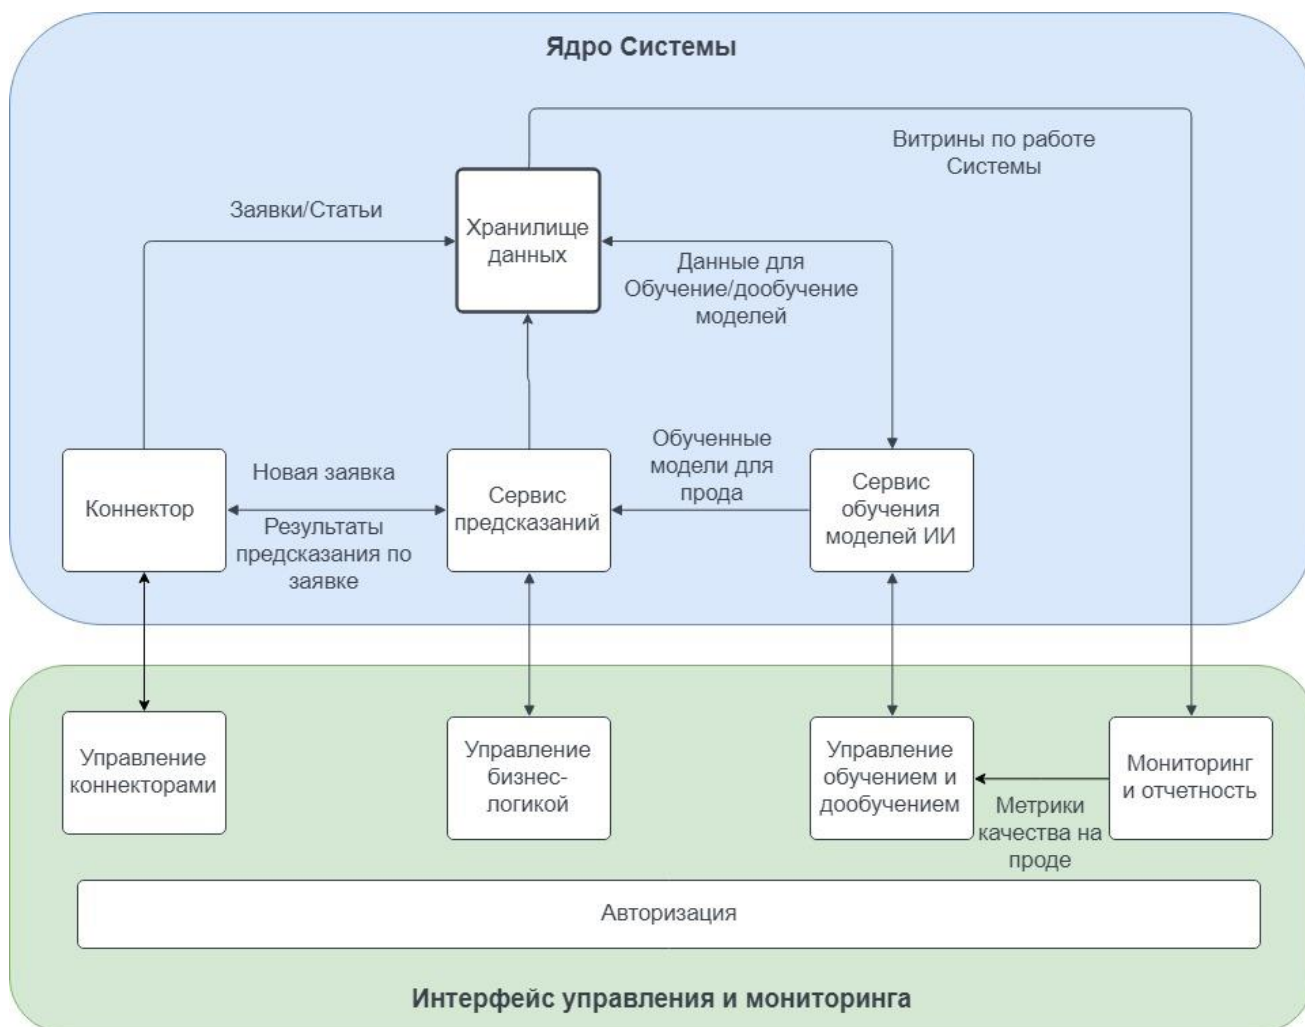 Ядро Системы
Витрины по работе
Системы
Заявки/Статьи
Хранилище
данных
Данные для
Обучение/дообучение
моделей
Коннектор
Новая заявка
Результаты
предсказания по
заявке
Сервис
предсказаний
Обученные
модели для
прода
Сервис
обучения
моделей ИИ
Управление
коннекторами
Управление
бизнес-
логикой
Управление
обучением и
дообучением
Метрики
качества на
проде
Мониторинг
и отчетность
Авторизация
Интерфейс управления и мониторинга